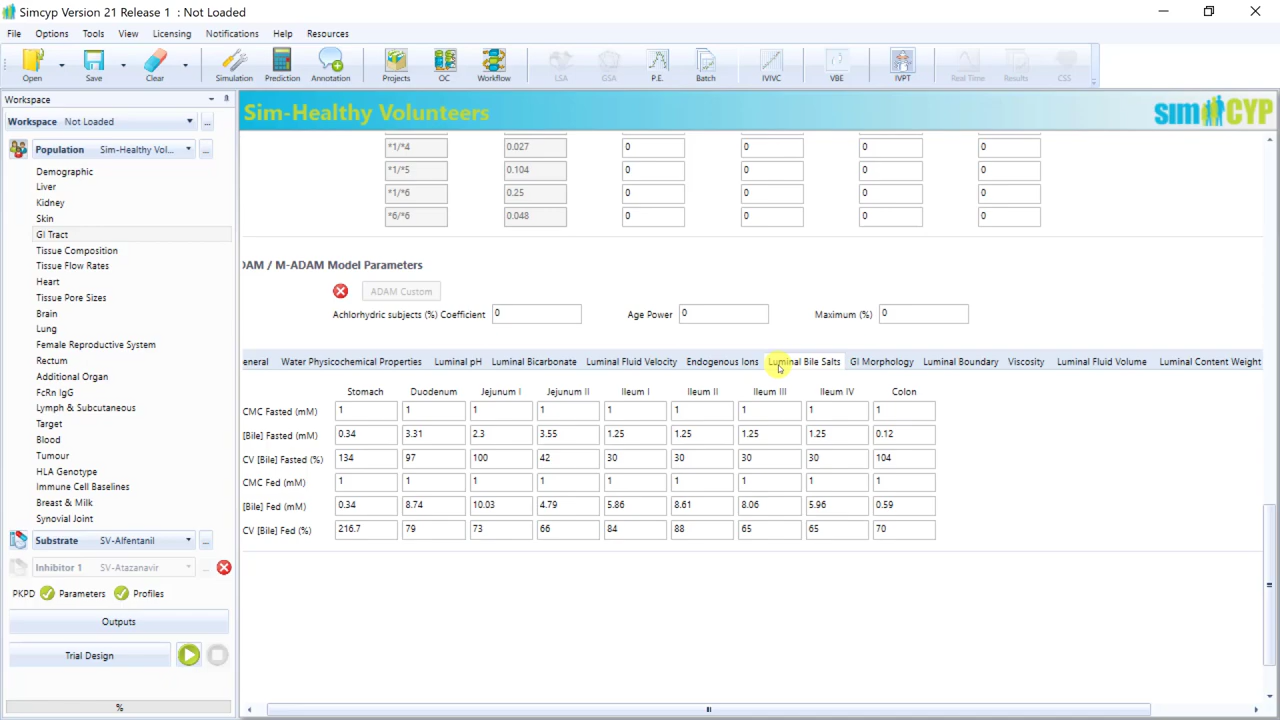 Simcyp Version 21 Release 1 : Not Loaded
File Options Tools View Licensing Notifications Help Resources
Open Save Clear Simulation Prediction Annotation Projects OC Workflow LSA GSA P.E. Batch IVIVC VBE IVPT Real Time Results CSS
Workspace
Workspace Not Loaded ...
Population Sim-Healthy Vol... ...
Demographic
Liver
Kidney
Skin
GI Tract
Tissue Composition
Tissue Flow Rates
Heart
Tissue Pore Sizes
Brain
Lung
Female Reproductive System
Rectum
Additional Organ
FcRn IgG
Lymph & Subcutaneous
Target
Blood
Tumour
HLA Genotype
Immune Cell Baselines
Breast & Milk
Synovial Joint
Substrate SV-Alfentanil ...
Inhibitor 1 SV-Atazanavir ...
PKPD Parameters Profiles
Outputs
Trial Design
%
Sim-Healthy Volunteers
simCYP
*1/*4 0.027 0 0 0 0
*1/*5 0.104 0 0 0 0
*1/*6 0.25 0 0 0 0
*6/*6 0.048 0 0 0 0
DAM / M-ADAM Model Parameters
ADAM Custom
Achlorhydric subjects (%) Coefficient 0 Age Power 0 Maximum (%) 0
eneral Water Physicochemical Properties Luminal pH Luminal Bicarbonate Luminal Fluid Velocity Endogenous Ions Luminal Bile Salts GI Morphology Luminal Boundary Viscosity Luminal Fluid Volume Luminal Content Weight
Stomach Duodenum Jejunum I Jejunum II Ileum I Ileum II Ileum III Ileum IV Colon
CMC Fasted (mM) 1 1 1 1 1 1 1 1 1
[Bile] Fasted (mM) 0.34 3.31 2.3 3.55 1.25 1.25 1.25 1.25 0.12
CV [Bile] Fasted (%) 134 97 100 42 30 30 30 30 104
CMC Fed (mM) 1 1 1 1 1 1 1 1 1
[Bile] Fed (mM) 0.34 8.74 10.03 4.79 5.86 8.61 8.06 5.96 0.59
CV [Bile] Fed (%) 216.7 79 73 66 84 88 65 65 70